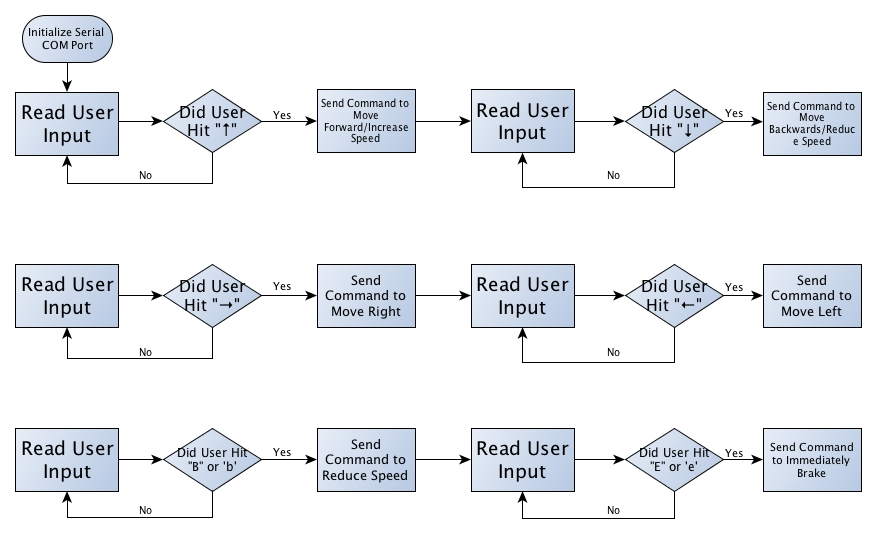 Initialize Serial
COM Port
Read User
Input
Did User
Hit "↑"
Yes
No
Send Command to
Move
Forward/Increase
Speed
Read User
Input
Did User
Hit "↓"
Yes
No
Send Command to
Move
Backwards/Reduc
e Speed
Read User
Input
Did User
Hit "→"
Yes
No
Send
Command to
Move Right
Read User
Input
Did User
Hit "←"
Yes
No
Send
Command to
Move Left
Read User
Input
Did User Hit
"B" or 'b'
Yes
No
Send
Command to
Reduce Speed
Read User
Input
Did User Hit
"E" or 'e'
Yes
No
Send Command
to Immediately
Brake